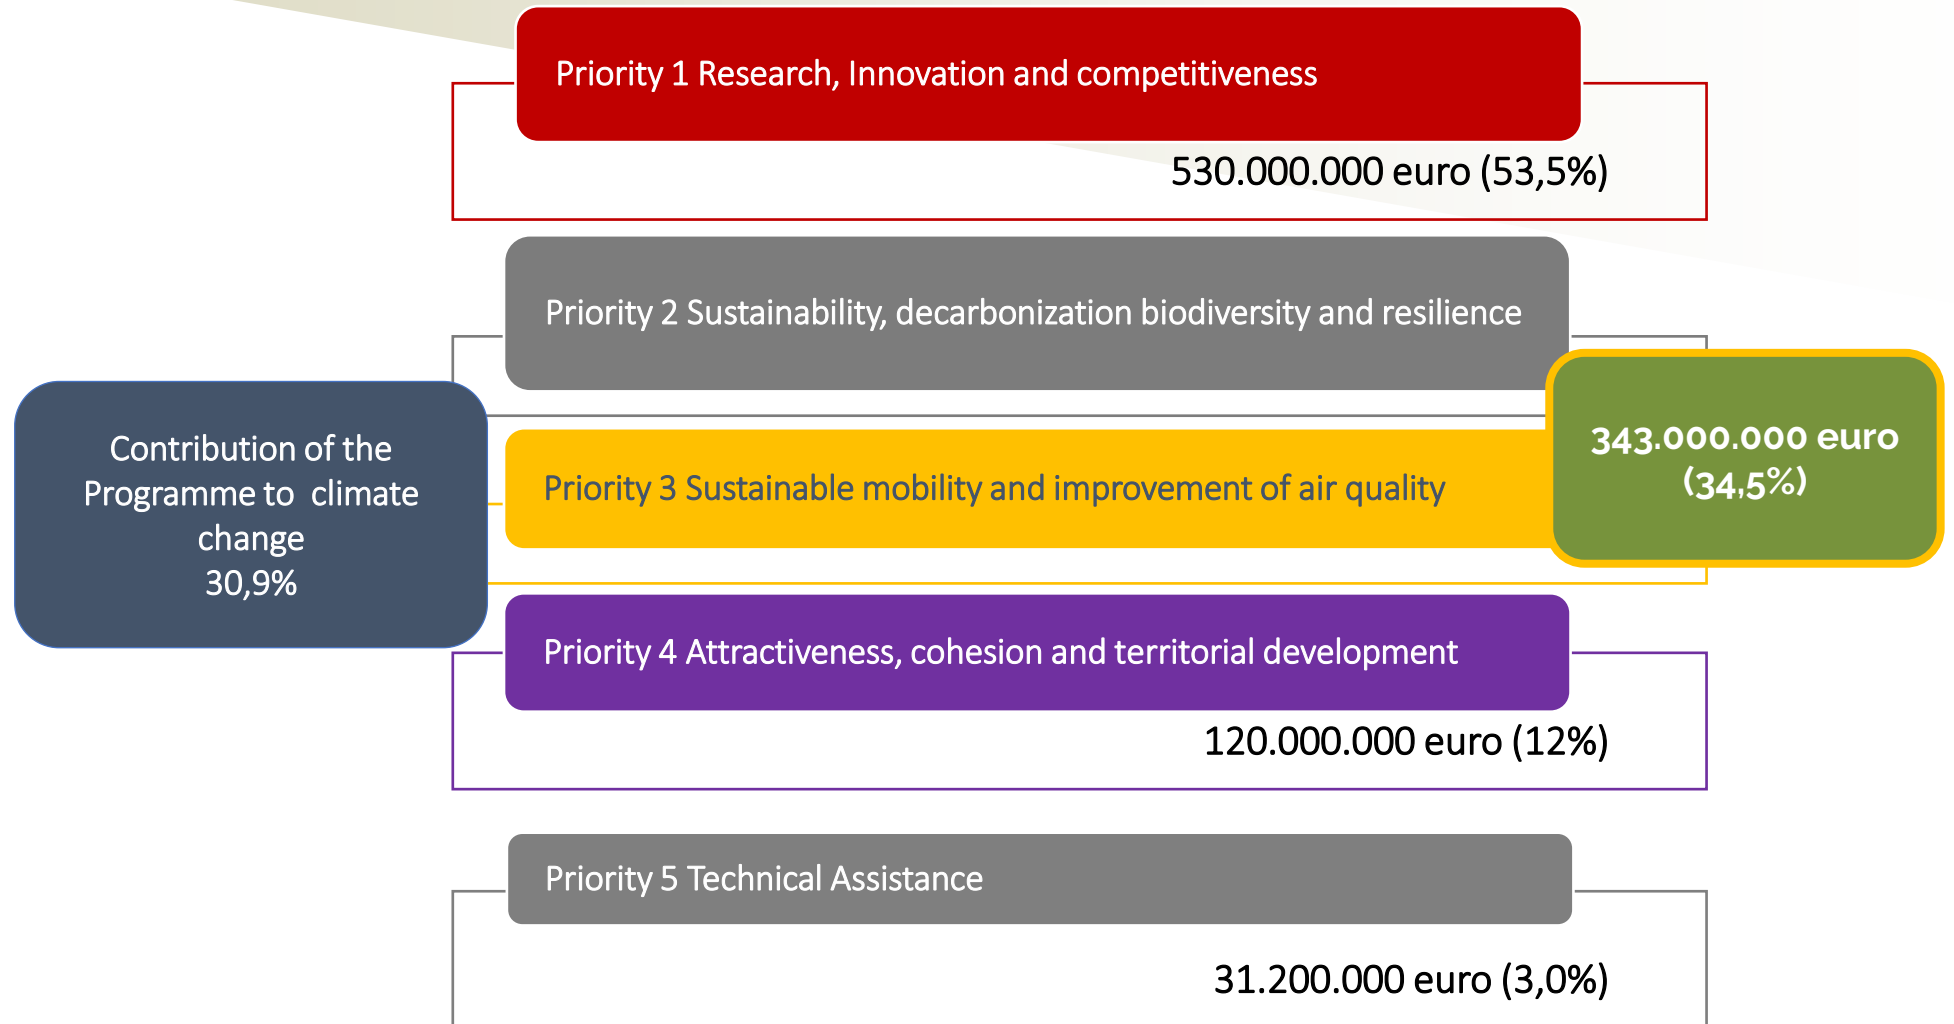 Priority 1 Research, Innovation and competitiveness
530.000.000 euro (53,5%)
Priority 2 Sustainability, decarbonization biodiversity and resilience
Contribution of the
Programme to  climate
change
30,9%
343.000.000 euro
(34,5%)
Priority 3 Sustainable mobility and improvement of air quality
Priority 4 Attractiveness, cohesion and territorial development
120.000.000 euro (12%)
Priority 5 Technical Assistance
31.200.000 euro (3,0%)